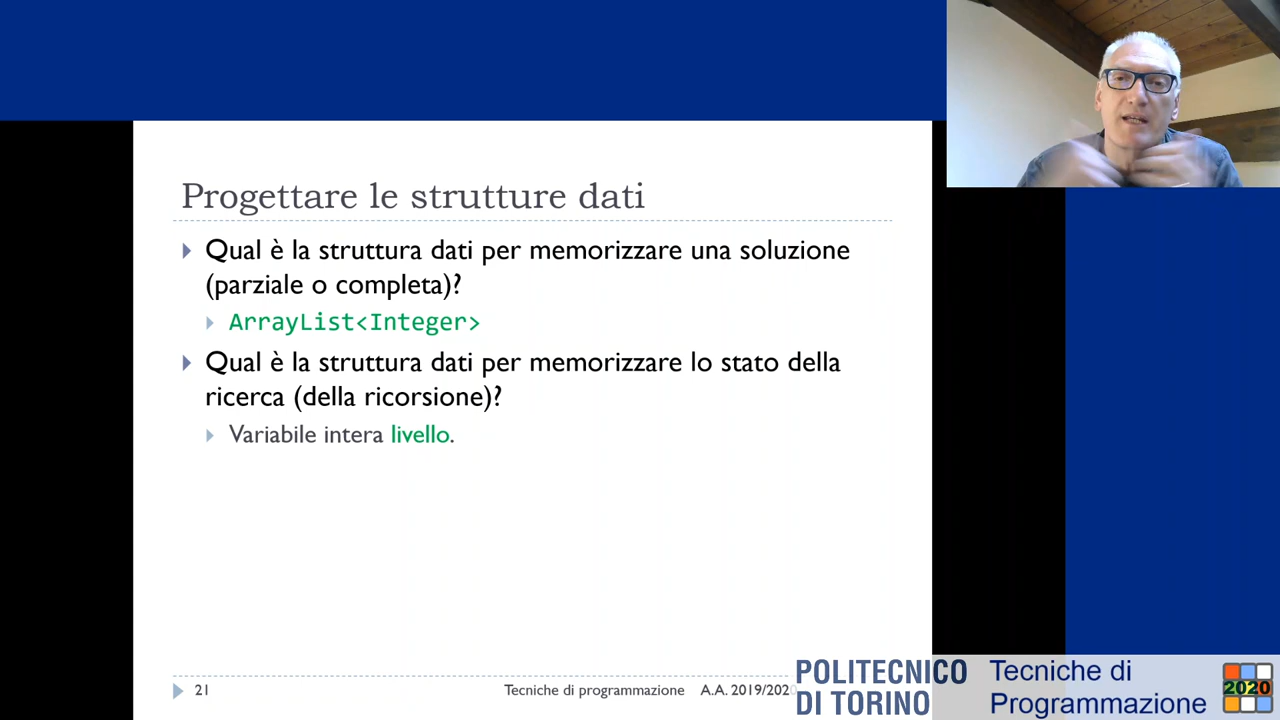 Progettare le strutture dati
Qual è la struttura dati per memorizzare una soluzione
(parziale o completa)?
ArrayList<Integer>
Qual è la struttura dati per memorizzare lo stato della
ricerca (della ricorsione)?
Variabile intera livello.
21
Tecniche di programmazione A.A. 2019/2020
POLITECNICO
DI TORINO
Tecniche di
Programmazione
2020